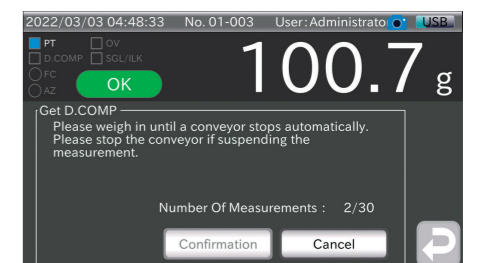 2022/03/03 04:48:33 No. 01-003 User:Administrato USB
PT OV
D.COMP SGL/ILK
FC
AZ
OK
100.7 g
Get D.COMP
Please weigh in until a conveyor stops automatically.
Please stop the conveyor if suspending the
measurement.
Number Of Measurements : 2/30
Confirmation Cancel